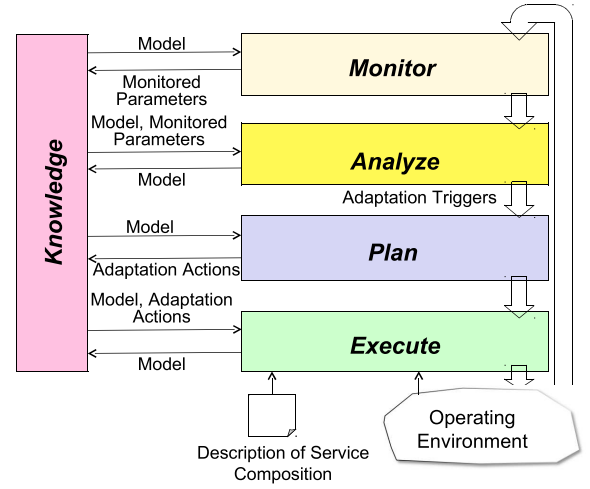 Knowledge
Model
Monitor
Monitored
Parameters
Model, Monitored
Parameters
Analyze
Model
Adaptation Triggers
Model
Plan
Adaptation Actions
Model, Adaptation
Actions
Execute
Model
Description of Service
Composition
Operating
Environment